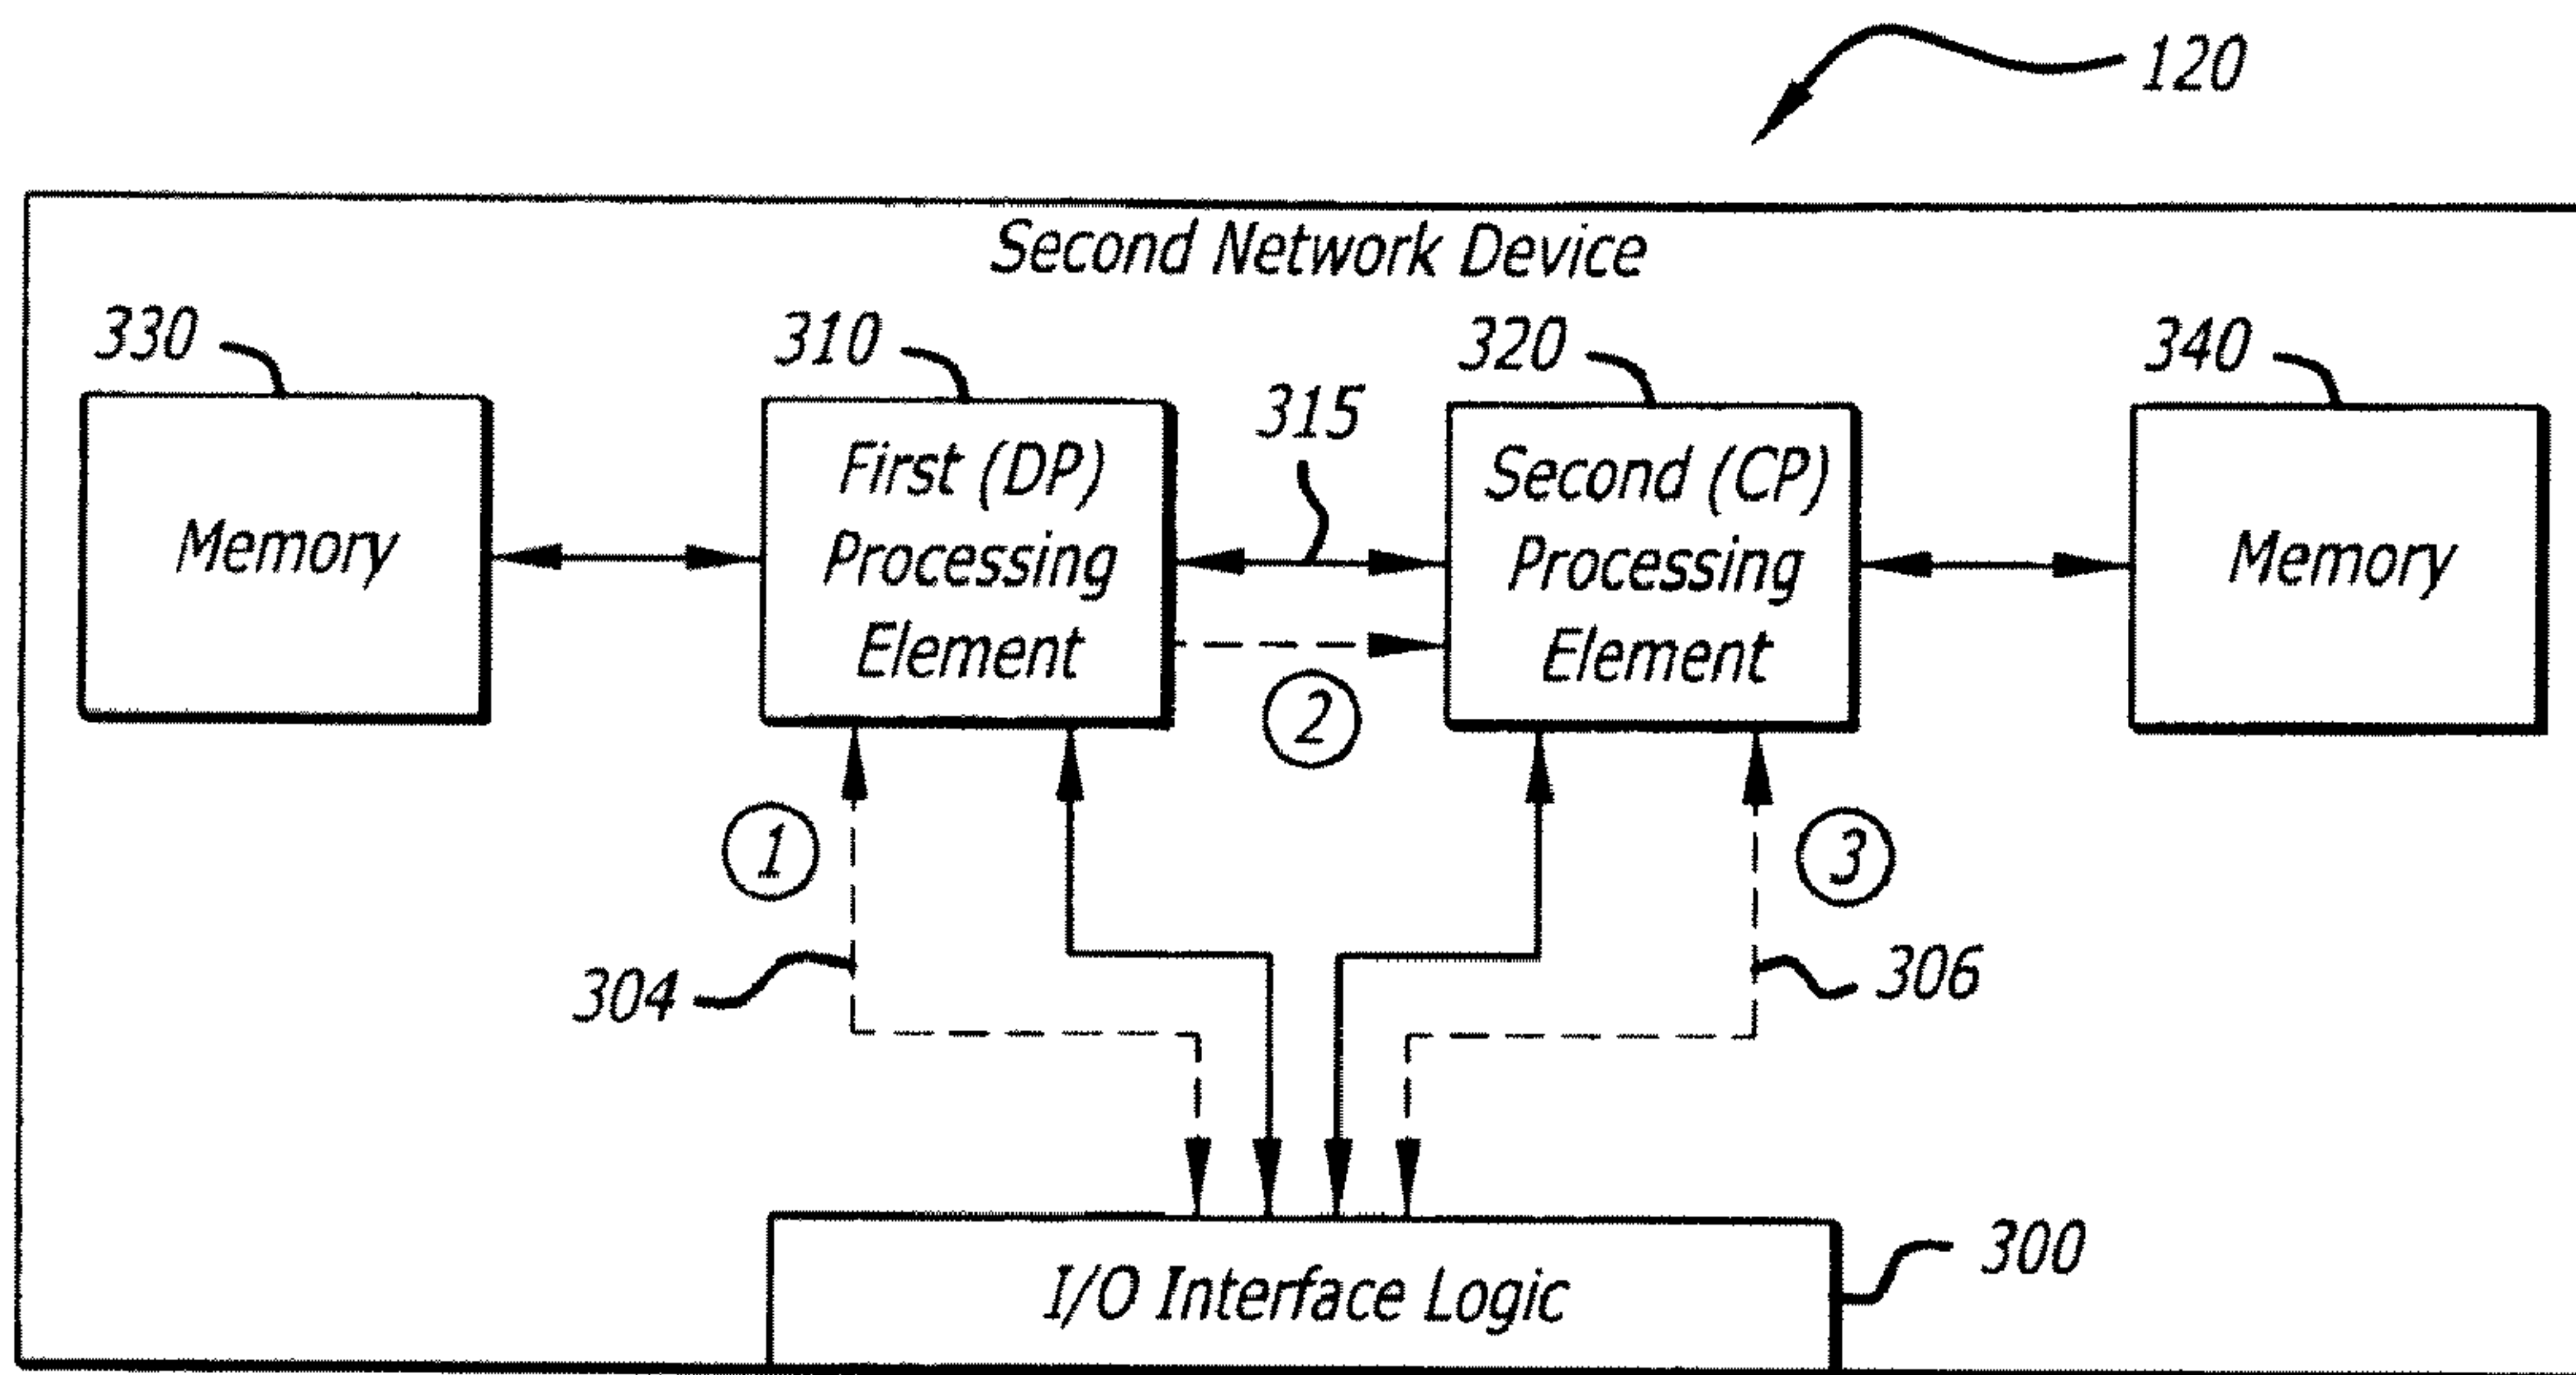 120
Second Network Device
330
310
320
340
315
Memory
First (DP)
Processing
Element
Second (CP)
Processing
Element
Memory
2
1
3
304
306
I/O Interface Logic
300